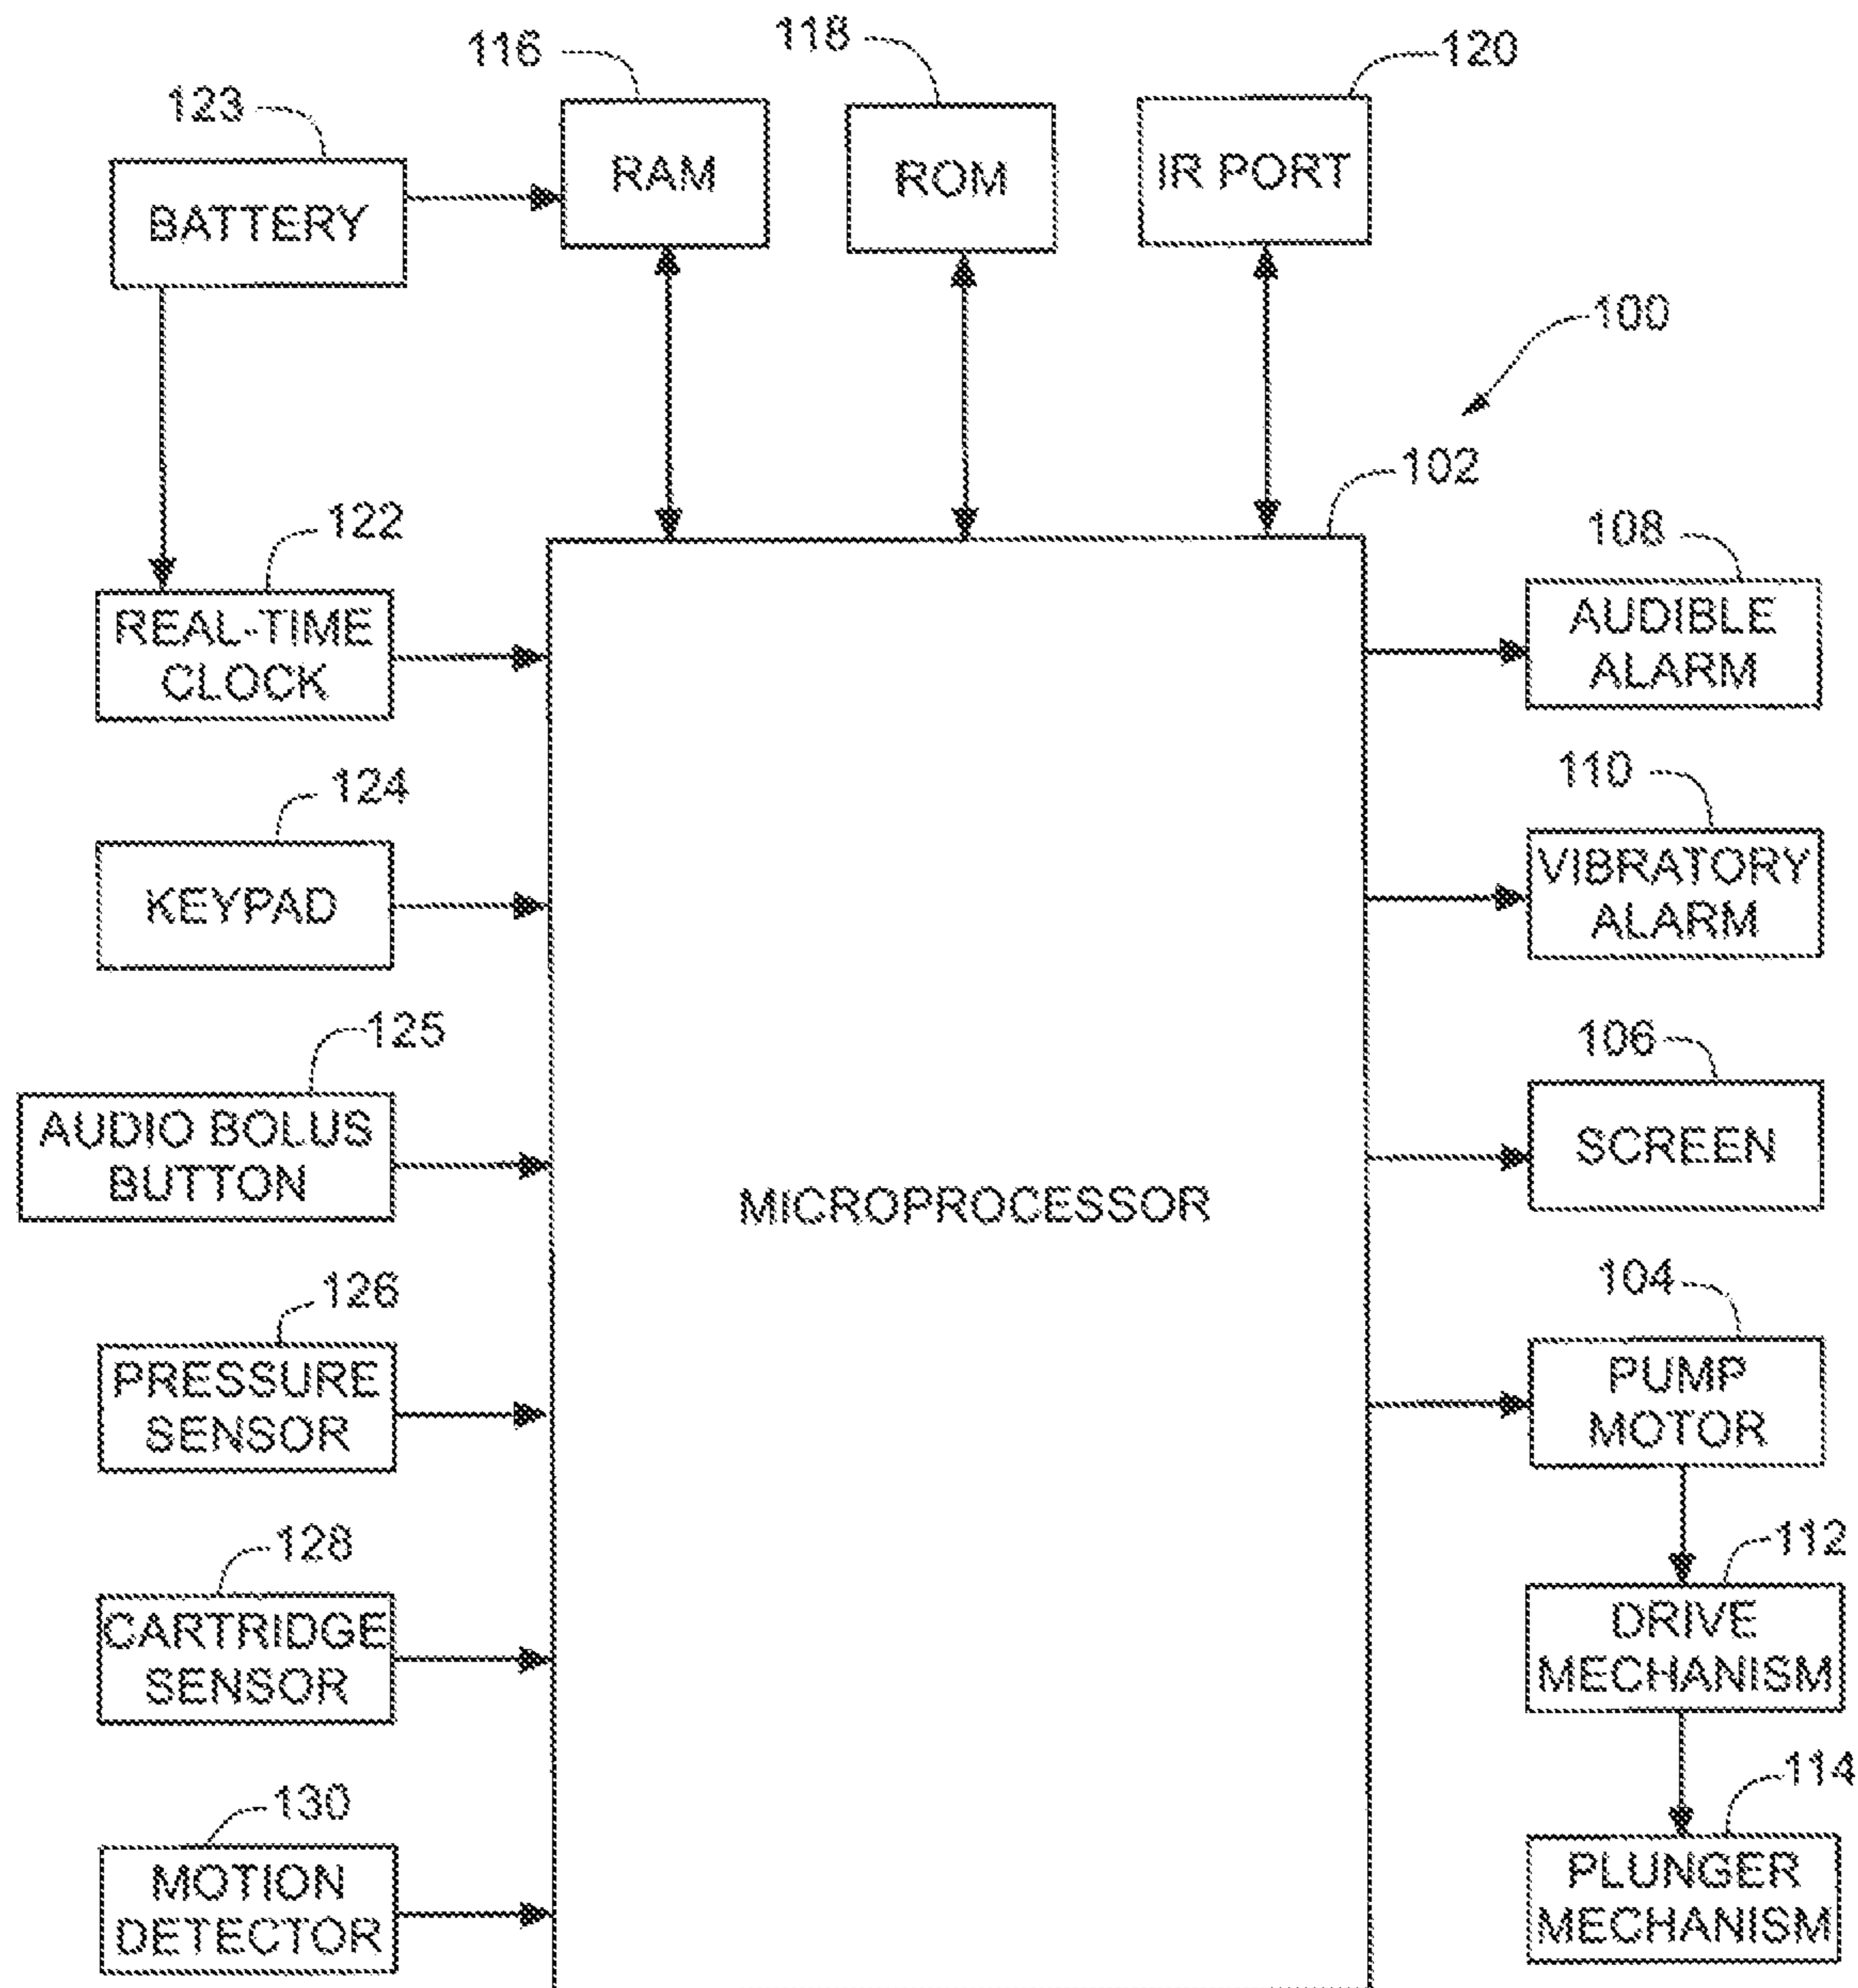 116
118
120
123
RAM
ROM
IR PORT
BATTERY
100
102
122
108
REAL-TIME
CLOCK
AUDIBLE
ALARM
124
110
KEYPAD
VIBRATORY
ALARM
125
106
AUDIO BOLUS
BUTTON
SCREEN
MICROPROCESSOR
126
104
PRESSURE
SENSOR
PUMP
MOTOR
128
112
CARTRIDGE
SENSOR
DRIVE
MECHANISM
130
114
MOTION
DETECTOR
PLUNGER
MECHANISM